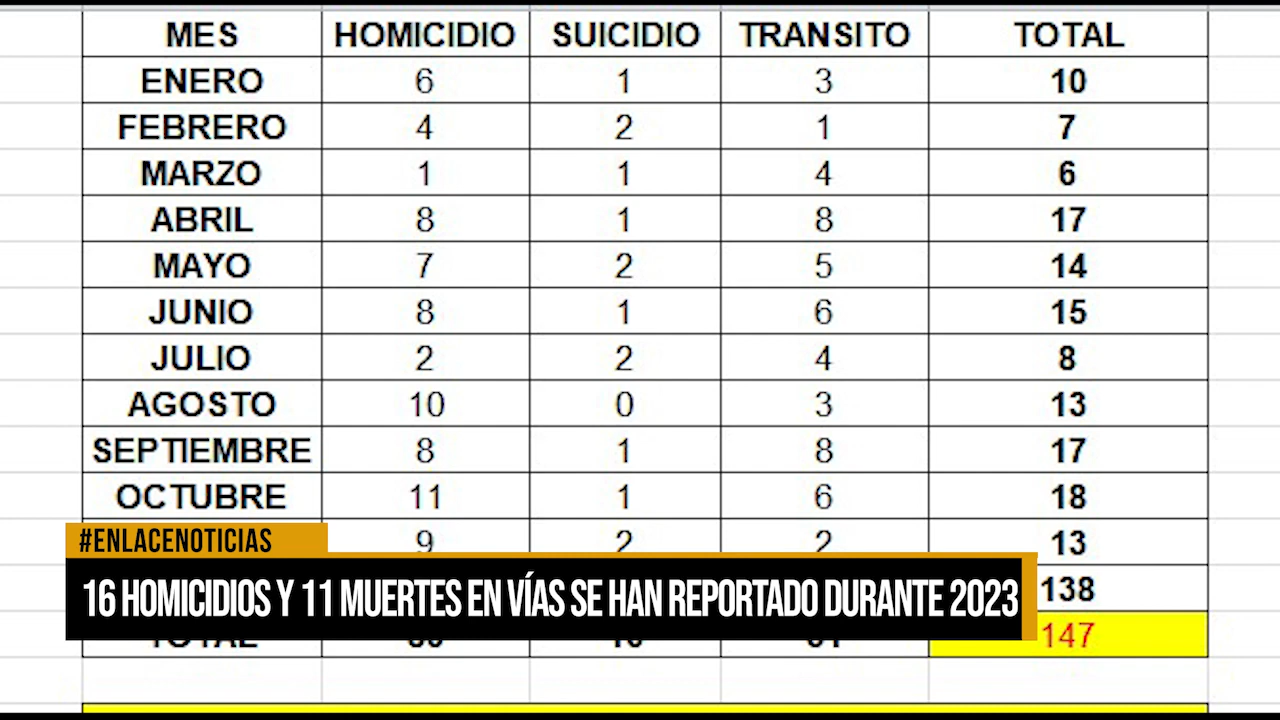 MES HOMICIDIO SUICIDIO TRANSITO TOTAL
ENERO 6 1 3 10
FEBRERO 4 2 1 7
MARZO 1 1 4 6
ABRIL 8 1 8 17
MAYO 7 2 5 14
JUNIO 8 1 6 15
JULIO 2 2 4 8
AGOSTO 10 0 3 13
SEPTIEMBRE 8 1 8 17
OCTUBRE 11 1 6 18
#ENLACENOTICIAS
9 2 2 13
16 HOMICIDIOS Y 11 MUERTES EN VÍAS SE HAN REPORTADO DURANTE 2023
138
TOTAL 147